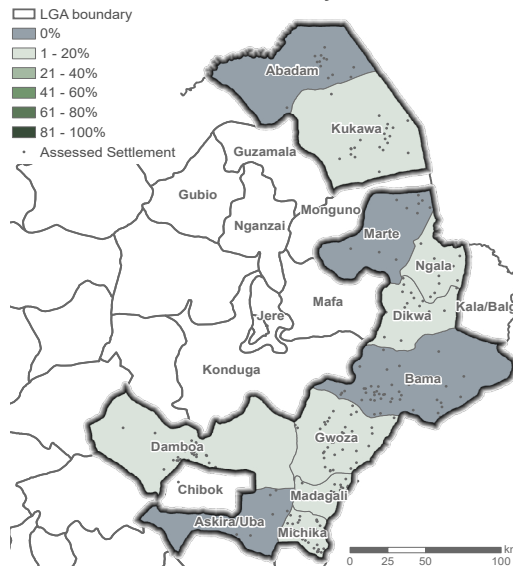 LGA boundary
0%
1 - 20%
21 - 40%
41 - 60%
61 - 80%
81 - 100%
Assessed Settlement
Abadam
Kukawa
Guzamala
Gubio
Monguno
Nganzai
Marte
Ngala
Mafa
Jere
Dikwa
Kala/Balg
Konduga
Bama
Damboa
Gwoza
Chibok
Madagali
Askira/Uba
Michika
km
0 25 50 100